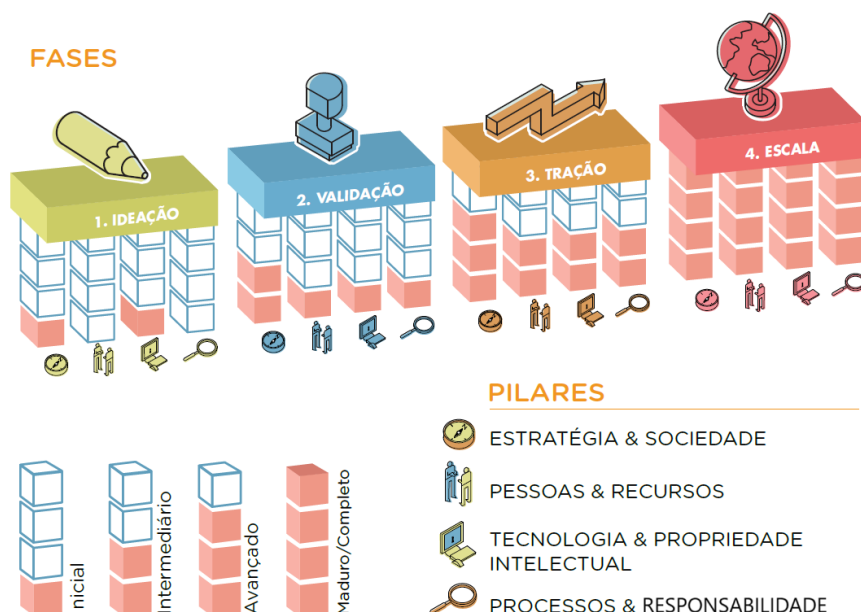 FASES
1. IDEAÇÃO
2. VALIDAÇÃO
3. TRAÇÃO
4. ESCALA
PILARES
ESTRATÉGIA & SOCIEDADE
PESSOAS & RECURSOS
TECNOLOGIA & PROPRIEDADE
INTELECTUAL
PROCESSOS & RESPONSABILIDADE
nicial
Intermediário
Avançado
Maduro/Completo